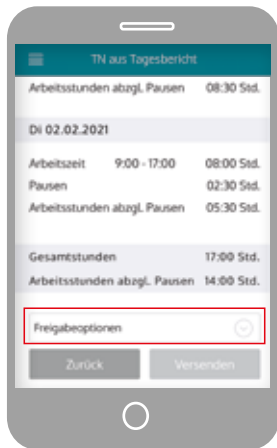 TN aus Tagesbericht
Arbeitsstunden abzgl. Pausen 08:30 Std.
Di 02.02.2021
Arbeitszeit 9:00 - 17:00 08:00 Std.
Pausen 02:30 Std.
Arbeitsstunden abzgl. Pausen 05:30 Std.
Gesamtstunden 17:00 Std.
Arbeitsstunden abzgl. Pausen 14:00 Std.
Freigabeoptionen
Zurück Versenden